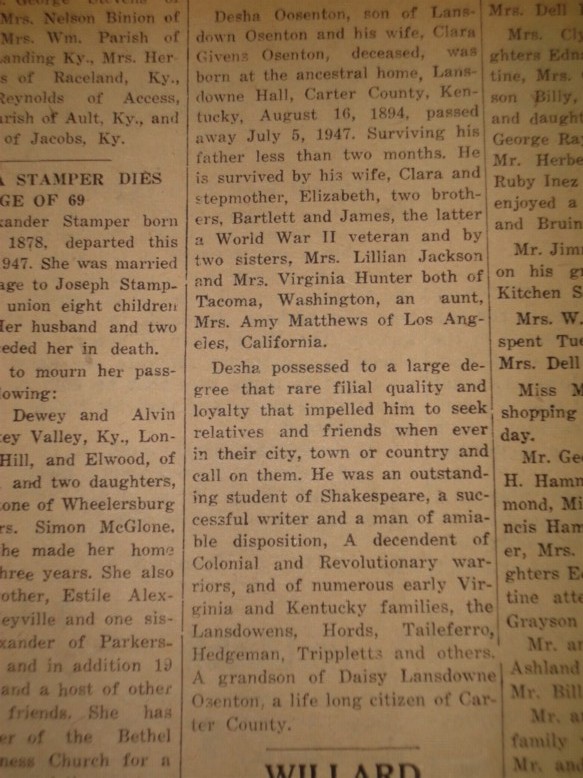 Mrs. Nelson Binion of
Mrs. Wm. Parish of
Landing Ky., Mrs. Her-
s of Raceland, Ky.,
Reynolds of Access,
arish of Ault, Ky., and
of Jacobs, Ky.
A STAMPER DIES
GE OF 69
xander Stamper born
1878, departed this
1947. She was married
age to Joseph Stamp-
union eight children
Her husband and two
eded her in death.
to mourn her pass-
lowing:
Dewey and Alvin
ey Valley, Ky., Lon-
Hill, and Elwood, of
and two daughters,
tone of Wheelersburg
rs. Simon McGlone.
he made her home
hree years. She also
other, Estile Alex-
eyville and one sis-
xander of Parkers-
and in addition 19
and a host of other
friends. She has
er of the Bethel
ness Church for a
Desha Oosenton, son of Lans-
down Osenton and his wife, Clara
Givens Osenton, deceased, was
born at the ancestral home, Lans-
downe Hall, Carter County, Ken-
tucky, August 16, 1894, passed
away July 5, 1947. Surviving his
father less than two months. He
is survived by his wife, Clara and
stepmother, Elizabeth, two broth-
ers, Bartlett and James, the latter
a World War II veteran and by
two sisters, Mrs. Lillian Jackson
and Mrs. Virginia Hunter both of
Tacoma, Washington, an aunt,
Mrs. Amy Matthews of Los Ang-
eles, California.
Desha possessed to a large de-
gree that rare filial quality and
loyalty that impelled him to seek
relatives and friends when ever
in their city, town or country and
call on them. He was an outstand-
ing student of Shakespeare, a suc-
cessful writer and a man of amia-
ble disposition, A decendent of
Colonial and Revolutionary war-
riors, and of numerous early Vir-
ginia and Kentucky families, the
Lansdowens, Hords, Taileferro,
Hedgeman, Trippletts and others.
A grandson of Daisy Lansdowne
Osenton, a life long citizen of Car-
ter County.
WILLARD
Mrs. Dell
Mrs. Cly
ghters Edn
tine, Mrs.
son Billy,
and daught
George Ray
Mr. Herbe
Ruby Inez
enjoyed a
and Bruin
Mr. Jim
on his g
Kitchen S
Mrs. W.
spent Tue
Mrs. Dell
Miss M
shopping
day.
Mr. Geo
H. Hamm
mond, Mi
ncis Ham
er, Mrs.
ghters E
tine atte
Grayson
Mr. an
Ashland
Mr. Bill
Mr. a
family
Mr. and